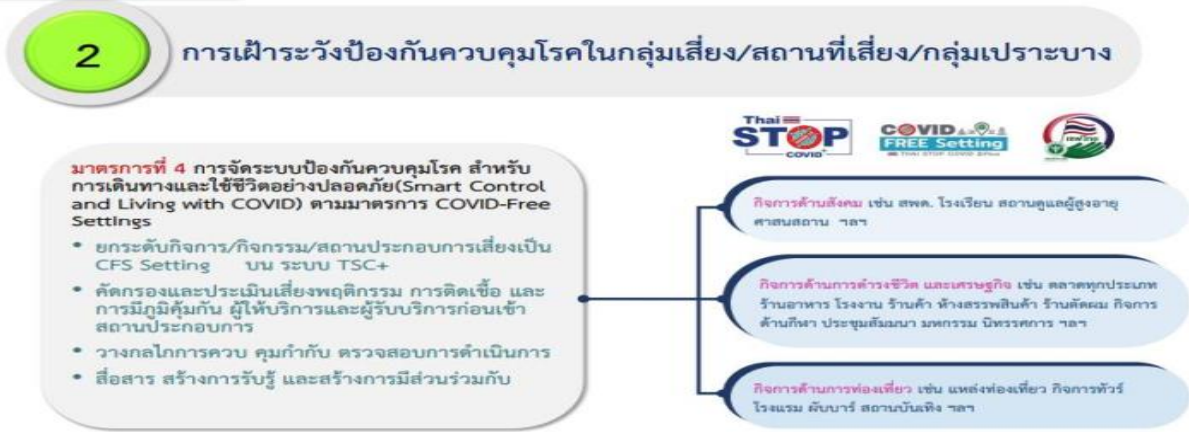 2
การเฝ้าระวังป้องกันควบคุมโรคในกลุ่มเสี่ยง/สถานที่เสี่ยง/กลุ่มเปราะบาง
Thai
STOP
COVID+
COVID
FREE Setting
THAI STOP COVID 2Plus
มาตรการที่ 4 การจัดระบบป้องกันควบคุมโรค สำหรับ
การเดินทางและใช้ชีวิตอย่างปลอดภัย(Smart Control
and Living with COVID) ตามมาตรการ COVID-Free
Settings
• ยกระดับกิจการ/กิจกรรม/สถานประกอบการเสี่ยงเป็น
CFS Setting บน ระบบ TSC+
• คัดกรองและประเมินเสี่ยงพฤติกรรม การติดเชื้อ และ
การมีภูมิคุ้มกัน ผู้ให้บริการและผู้รับบริการก่อนเข้า
สถานประกอบการ
• วางกลไกการควบ คุมกำกับ ตรวจสอบการดำเนินการ
• สื่อสาร สร้างการรับรู้ และสร้างการมีส่วนร่วมกับ
กิจการด้านสังคม เช่น สพด. โรงเรียน สถานดูแลผู้สูงอายุ
ศาสนสถาน ฯลฯ
กิจการด้านการดำรงชีวิต และเศรษฐกิจ เช่น ตลาดทุกประเภท
ร้านอาหาร โรงงาน ร้านค้า ห้างสรรพสินค้า ร้านตัดผม กิจการ
ด้านกีฬา ประชุมสัมมนา มหกรรม นิทรรศการ ฯลฯ
กิจการด้านการท่องเที่ยว เช่น แหล่งท่องเที่ยว กิจการทัวร์
โรงแรม ผับบาร์ สถานบันเทิง ฯลฯ